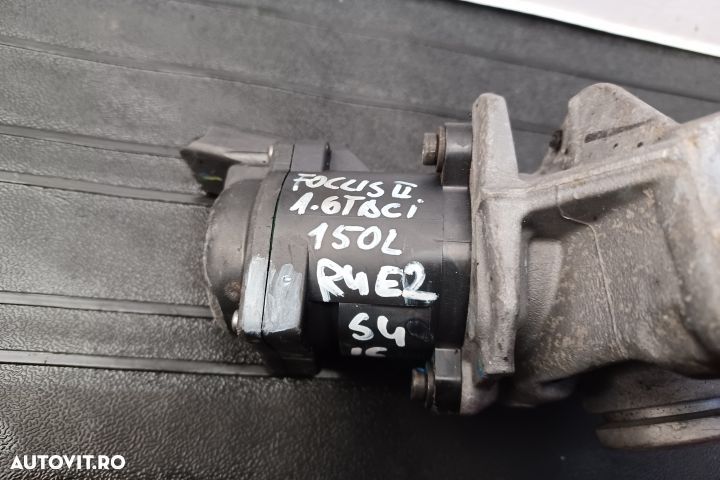 FOCUS II
1.6TDCi
150L
R4E2
S4
AUTOVIT.RO